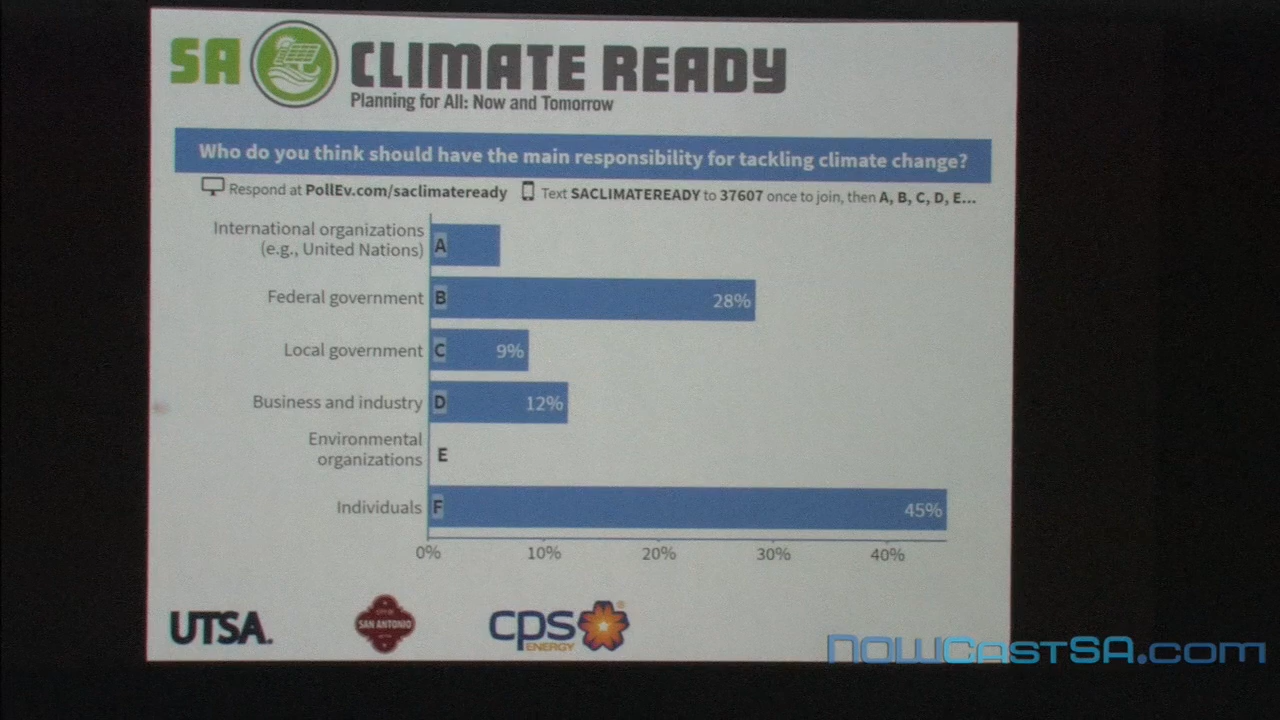 SA CLIMATE READY
Planning for All: Now and Tomorrow
Who do you think should have the main responsibility for tackling climate change?
Respond at PollEv.com/saclimateready Text SACLIMATEREADY to 37607 once to join, then A, B, C, D, E...
International organizations
(e.g., United Nations) A
Federal government B 28%
Local government C 9%
Business and industry D 12%
Environmental
organizations E
Individuals F 45%
0% 10% 20% 30% 40%
UTSA. SAN ANTONIO cps
ENERGY
NOWCastSA.com